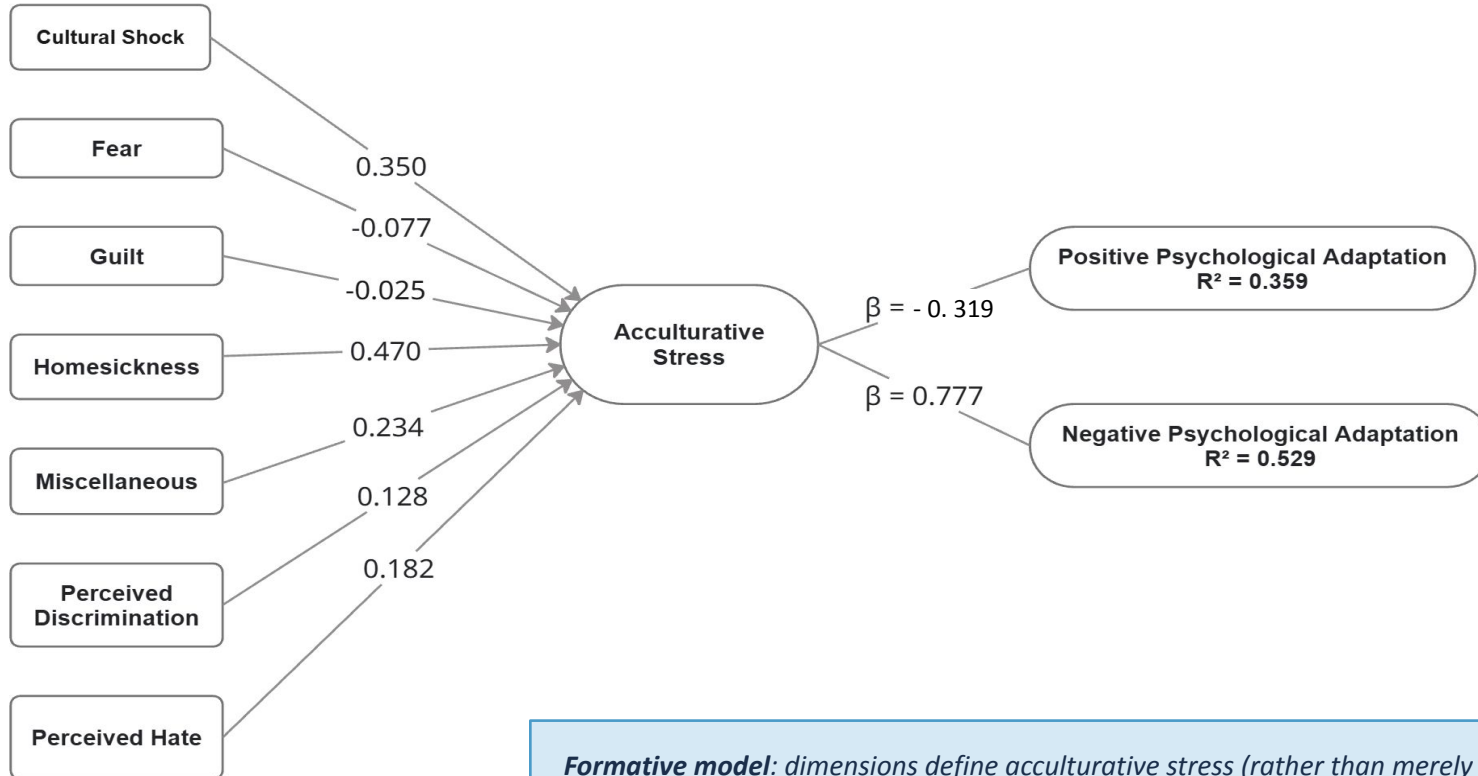 Cultural Shock
Fear
Guilt
Homesickness
Miscellaneous
Perceived
Discrimination
Perceived Hate
0.350
-0.077
-0.025
0.470
0.234
0.128
0.182
Acculturative
Stress
β = - 0. 319
β = 0.777
Positive Psychological Adaptation
R² = 0.359
Negative Psychological Adaptation
R² = 0.529
Formative model: dimensions define acculturative stress (rather than merely